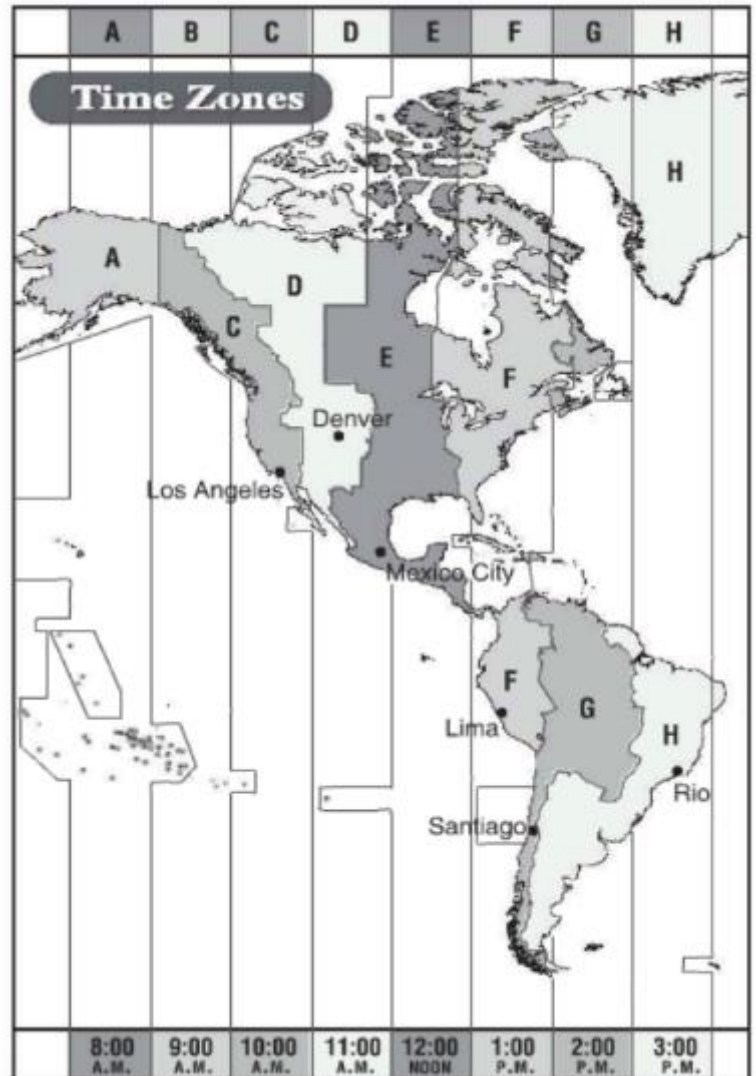 A B C D E F G H
Time Zones
H
A
D
C
E
F
Denver
Los Angeles
Mexico City
F
G
Lima
H
Rio
Santiago
8:00 9:00 10:00 11:00 12:00 1:00 2:00 3:00
A.M. A.M. A.M. A.M. NOON P.M. P.M. P.M.